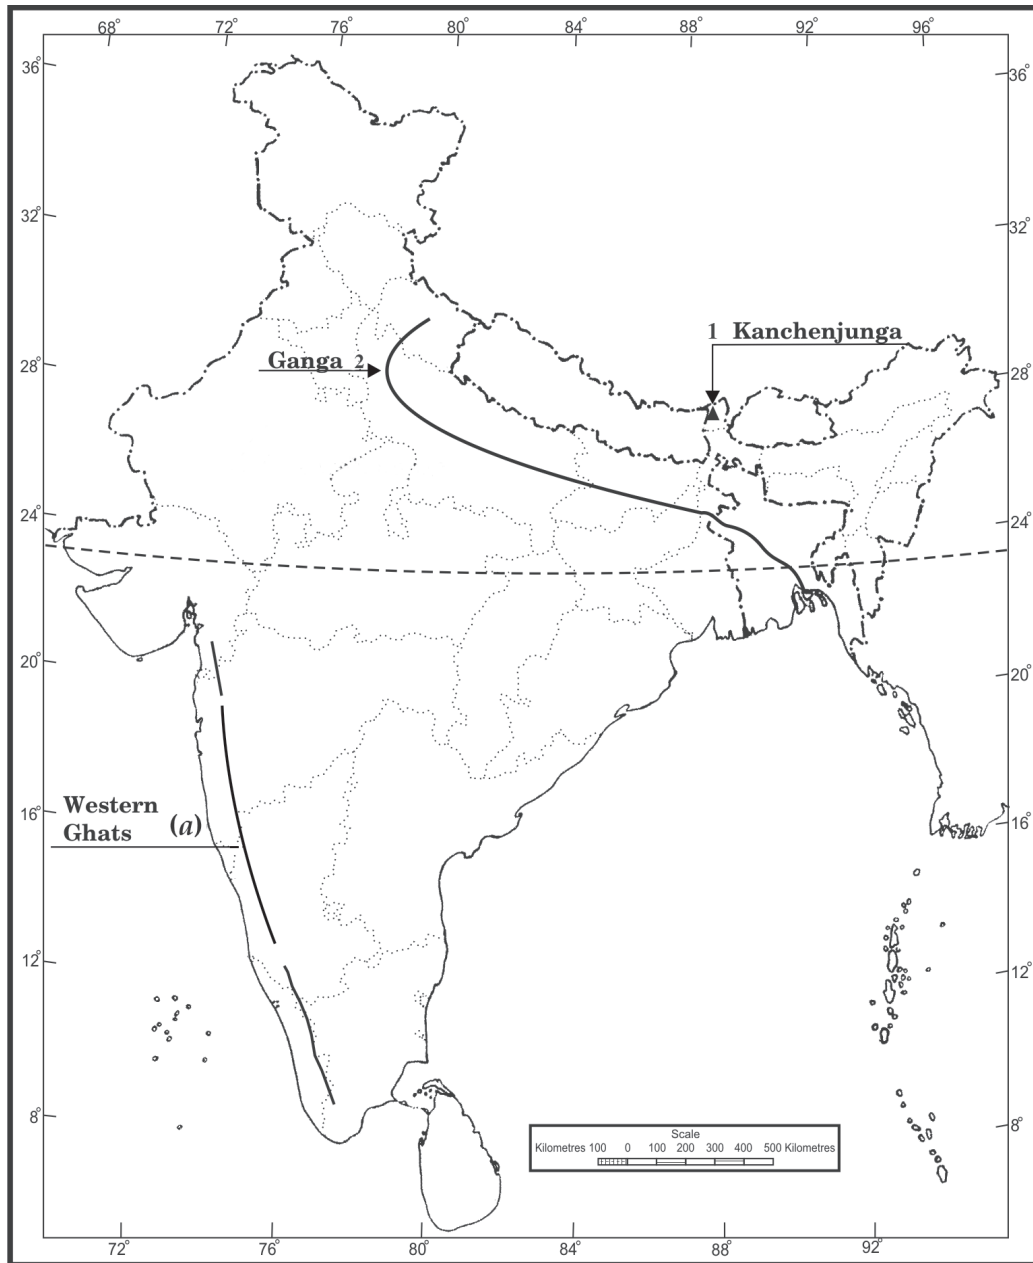 68° 72° 76° 80° 84° 88° 92° 96°
36° 36°
32° 32°
1 Kanchenjunga
Ganga 2
28° 28°
24° 24°
20° 20°
Western
Ghats (a)
16° 16°
12° 12°
8° 8°
Scale
Kilometres 100 0 100 200 300 400 500 Kilometres
72° 76° 80° 84° 88° 92°